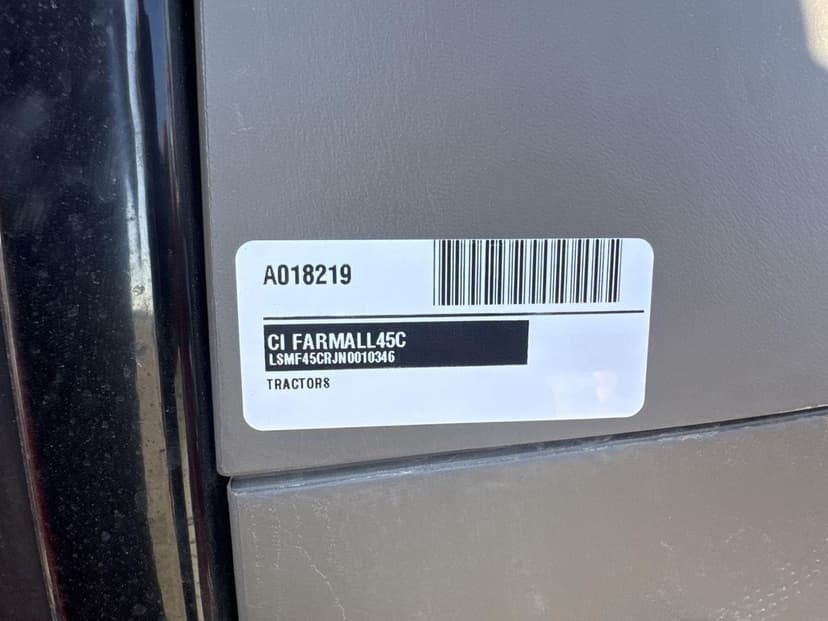 A018219
CI FARMALL45C
LSMF45CRJN0010346
TRACTORS